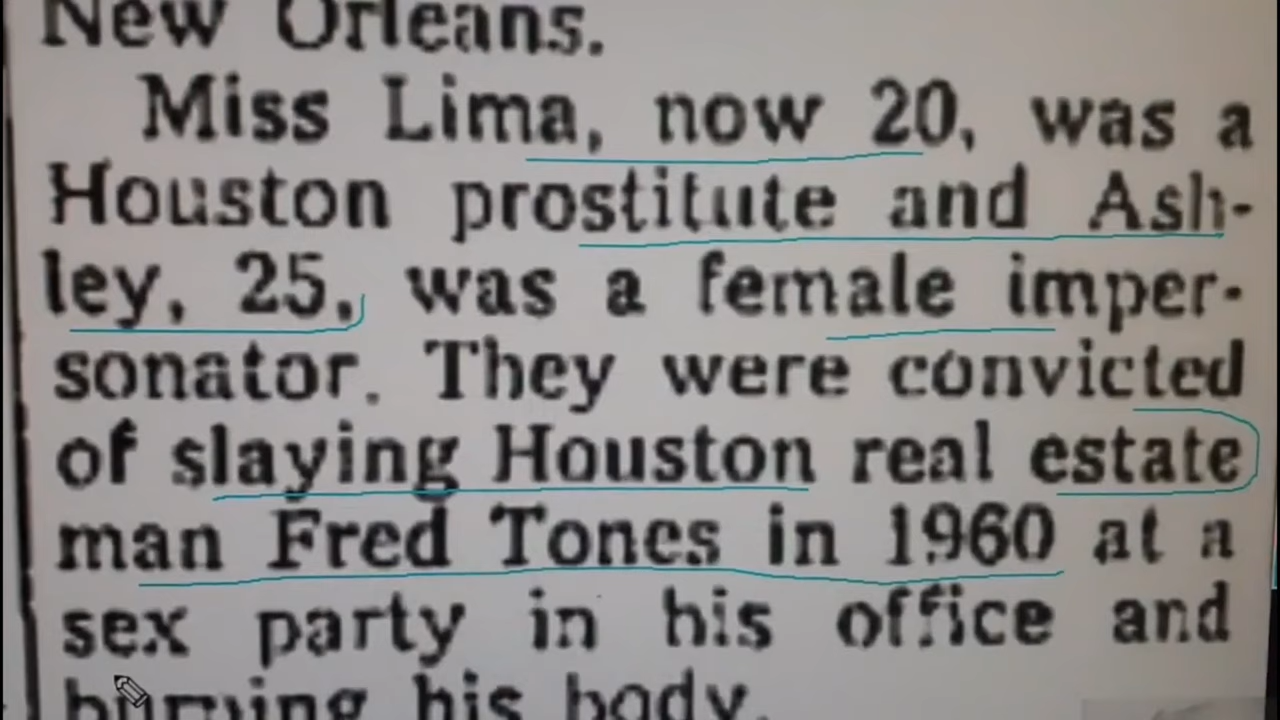 New Orleans.
Miss Lima, now 20, was a
Houston prostitute and Ash-
ley, 25, was a female imper-
sonator. They were convicted
of slaying Houston real estate
man Fred Tones in 1960 at a
sex party in his office and
burning his body.